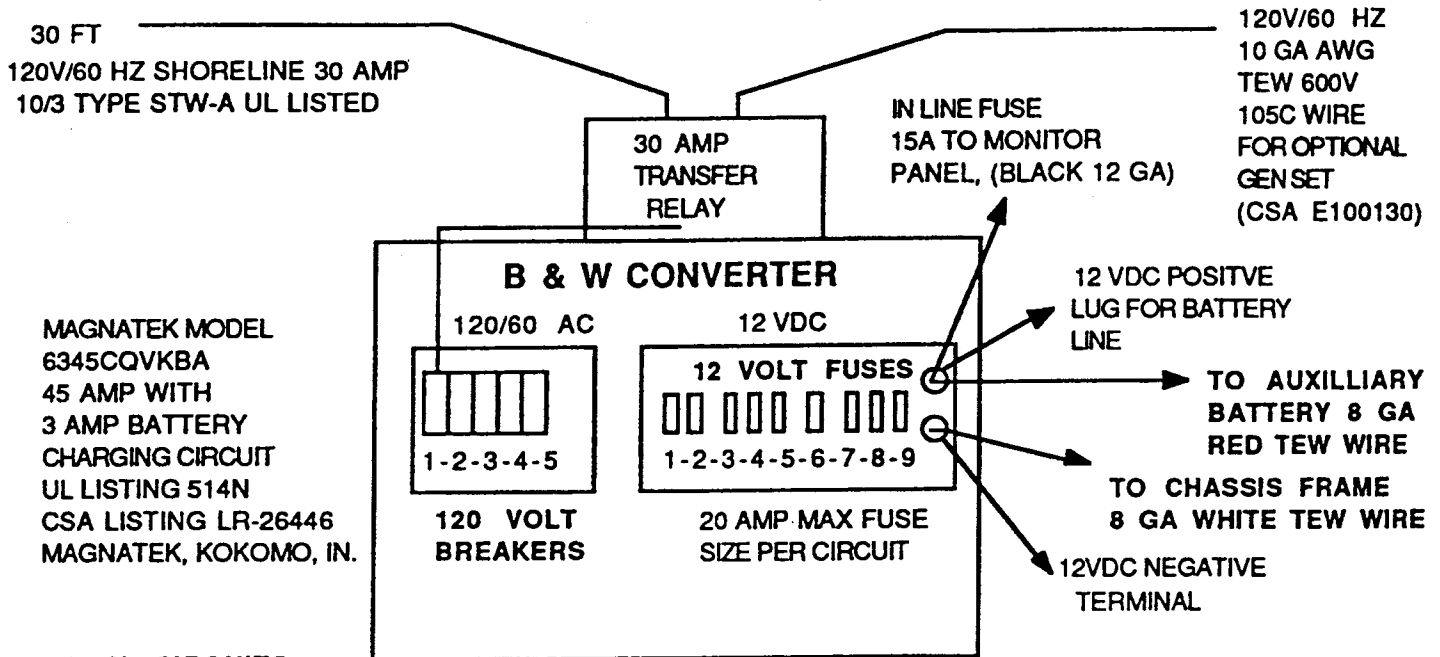 30 FT
120V/60 HZ SHORELINE 30 AMP
10/3 TYPE STW-A UL LISTED
120V/60 HZ
10 GA AWG
TEW 600V
105C WIRE
FOR OPTIONAL
GEN SET
(CSA E100130)
IN LINE FUSE
15A TO MONITOR
PANEL, (BLACK 12 GA)
30 AMP
TRANSFER
RELAY
B & W CONVERTER
120/60 AC
12 VDC
12 VOLT FUSES
1-2-3-4-5
1-2-3-4-5-6-7-8-9
120 VOLT
BREAKERS
20 AMP MAX FUSE
SIZE PER CIRCUIT
MAGNATEK MODEL
6345CQVKBA
45 AMP WITH
3 AMP BATTERY
CHARGING CIRCUIT
UL LISTING 514N
CSA LISTING LR-26446
MAGNATEK, KOKOMO, IN.
12 VDC POSITVE
LUG FOR BATTERY
LINE
TO AUXILLIARY
BATTERY 8 GA
RED TEW WIRE
TO CHASSIS FRAME
8 GA WHITE TEW WIRE
12VDC NEGATIVE
TERMINAL